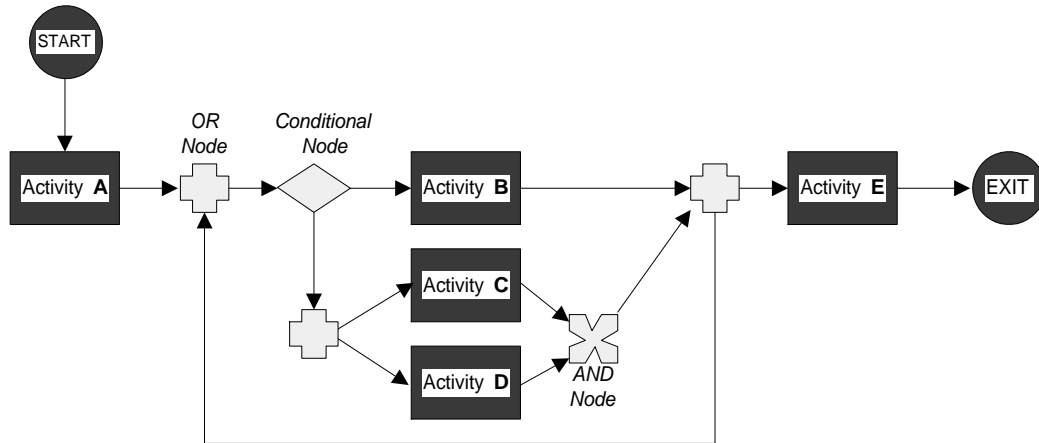 START
OR
Node
Conditional
Node
Activity A
Activity B
Activity E
EXIT
Activity C
Activity D
AND
Node